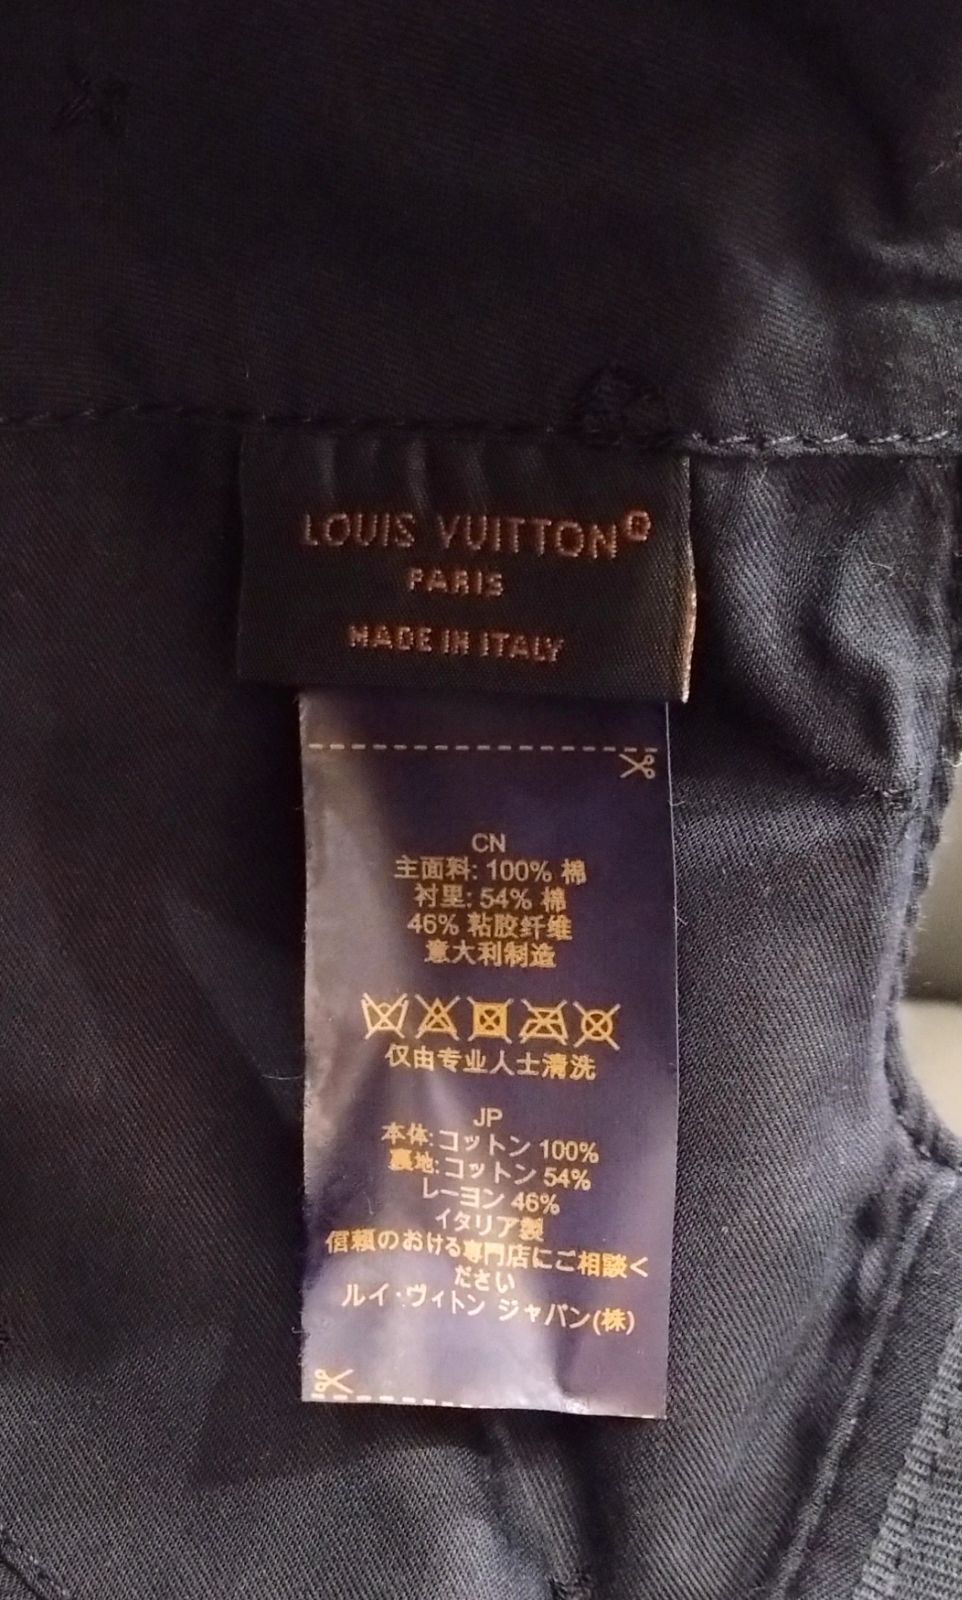 LOUIS VUITTON®
PARIS
MADE IN ITALY
CN
主面料: 100% 棉
衬里: 54% 棉
46% 粘胶纤维
意大利制造
仅由专业人士清洗
JP
本体: コットン 100%
裏地: コットン 54%
レーヨン 46%
イタリア製
信頼のおける専門店にご相談く
ださい
ルイ・ヴィトン ジャパン(株)